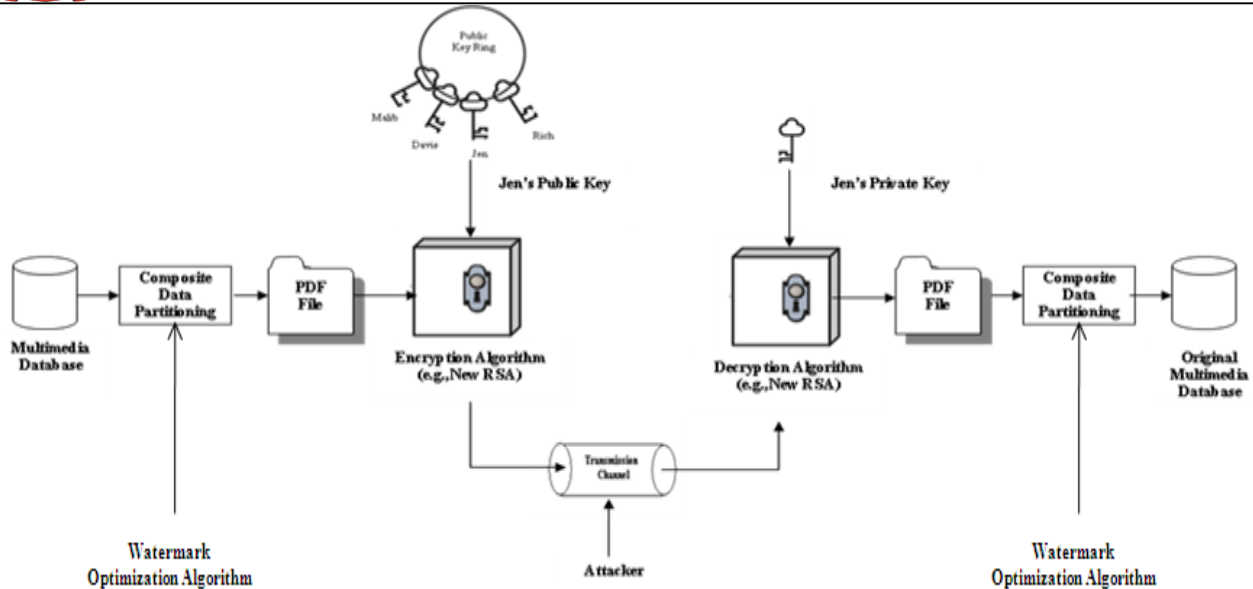 Public
Key Ring
Malib
Davis
Jen
Rich
Jen's Public Key
Jen's Private Key
Composite
Data
Partitioning
PDF
File
PDF
File
Composite
Data
Partitioning
Multimedia
Database
Encryption Algorithm
(e.g.,New RSA)
Decryption Algorithm
(e.g.,New RSA)
Original
Multimedia
Database
Transmission
Channel
Watermark
Optimization Algorithm
Attacker
Watermark
Optimization Algorithm